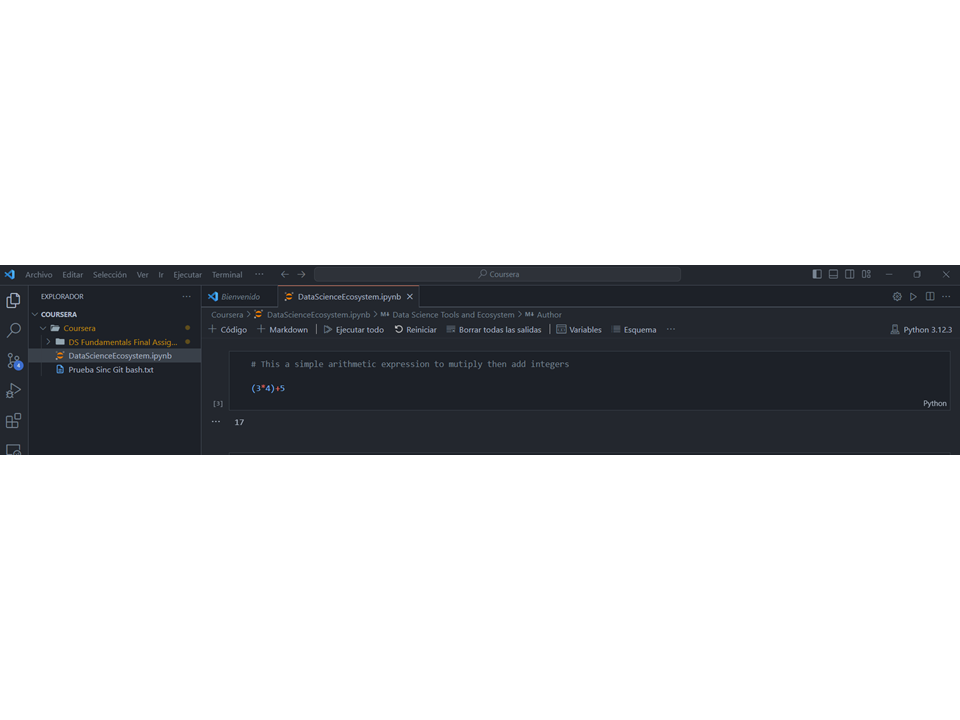 Archivo Editar Selección Ver Ir Ejecutar Terminal ··· Coursera
EXPLORADOR ···
COURSERA
Coursera
DS Fundamentals Final Assig...
DataScienceEcosystem.ipynb
Prueba Sinc Git bash.txt
4
Bienvenido DataScienceEcosystem.ipynb
Coursera > DataScienceEcosystem.ipynb > M↓ Data Science Tools and Ecosystem > M↓ Author
+ Código + Markdown | Ejecutar todo Reiniciar Borrar todas las salidas | Variables Esquema ··· Python 3.12.3
# This a simple arithmetic expression to mutiply then add integers
(3*4)+5
[3] Python
··· 17